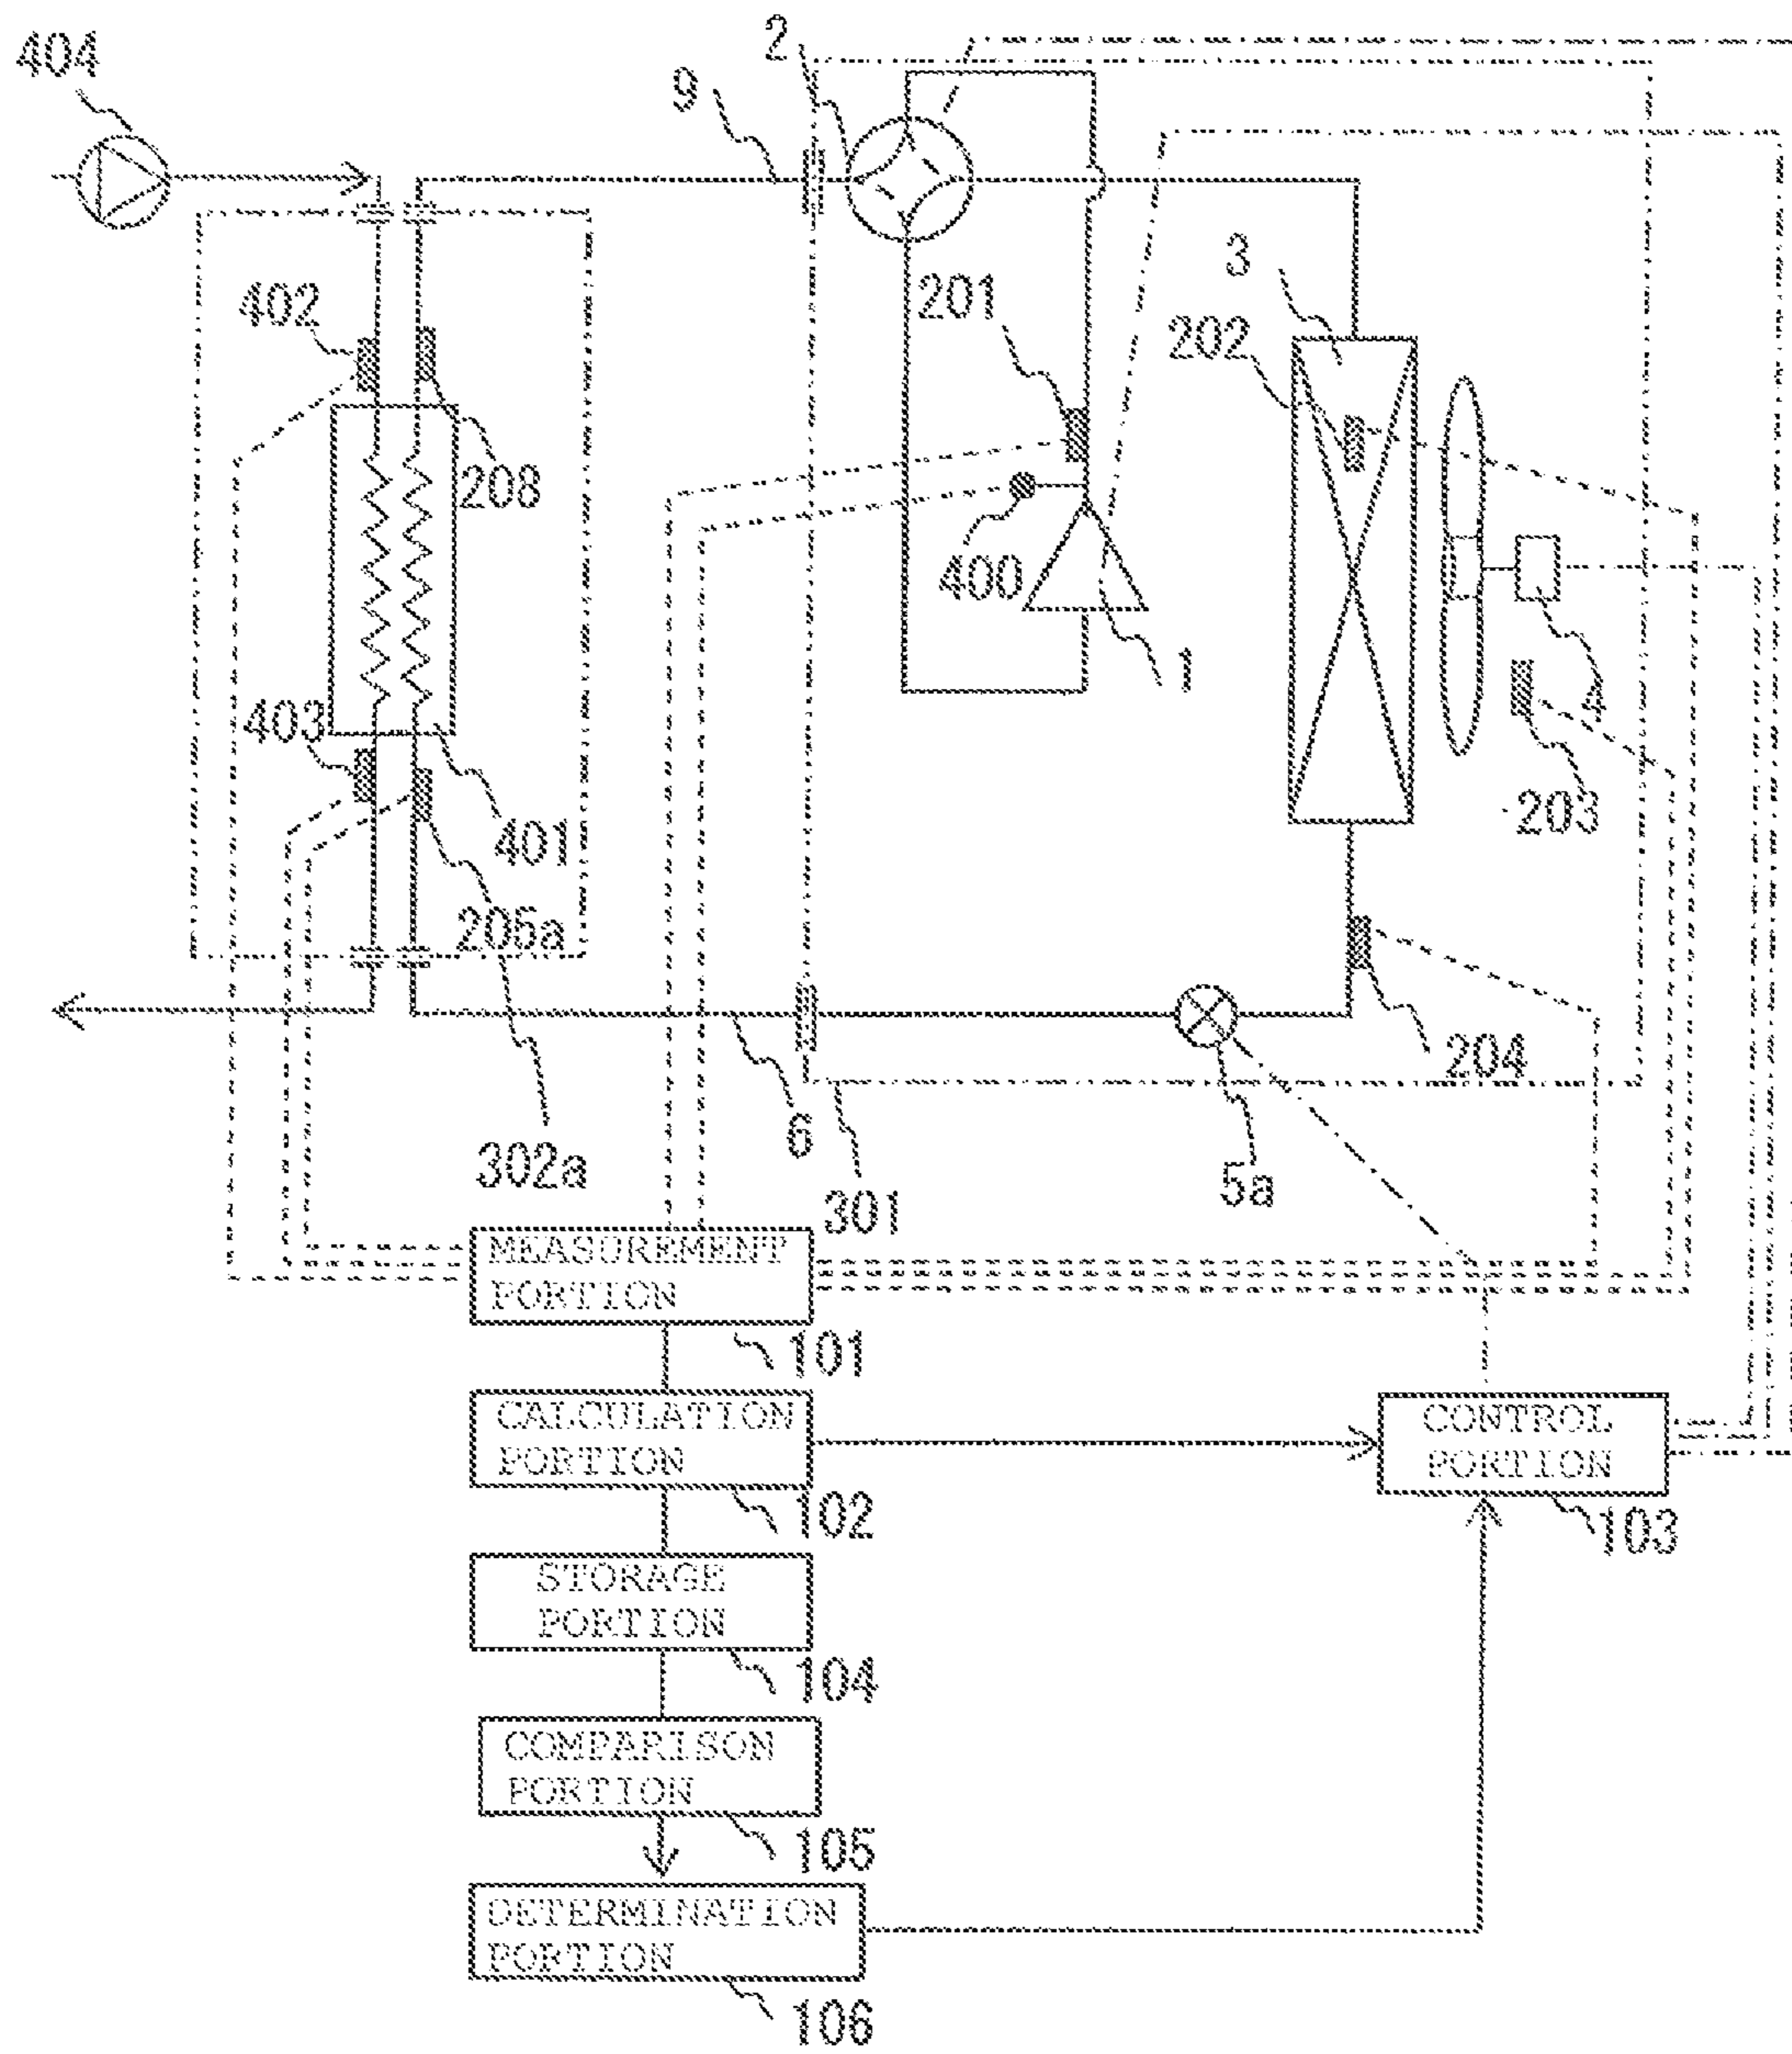 404
2
9
3
402
201
202
208
400
1
4
403
203
401
205a
204
6
302a
5a
301
MEASUREMENT
PORTION
101
CALCULATION
PORTION
CONTROL
PORTION
102
103
STORAGE
PORTION
104
COMPARISON
PORTION
105
DETERMINATION
PORTION
106